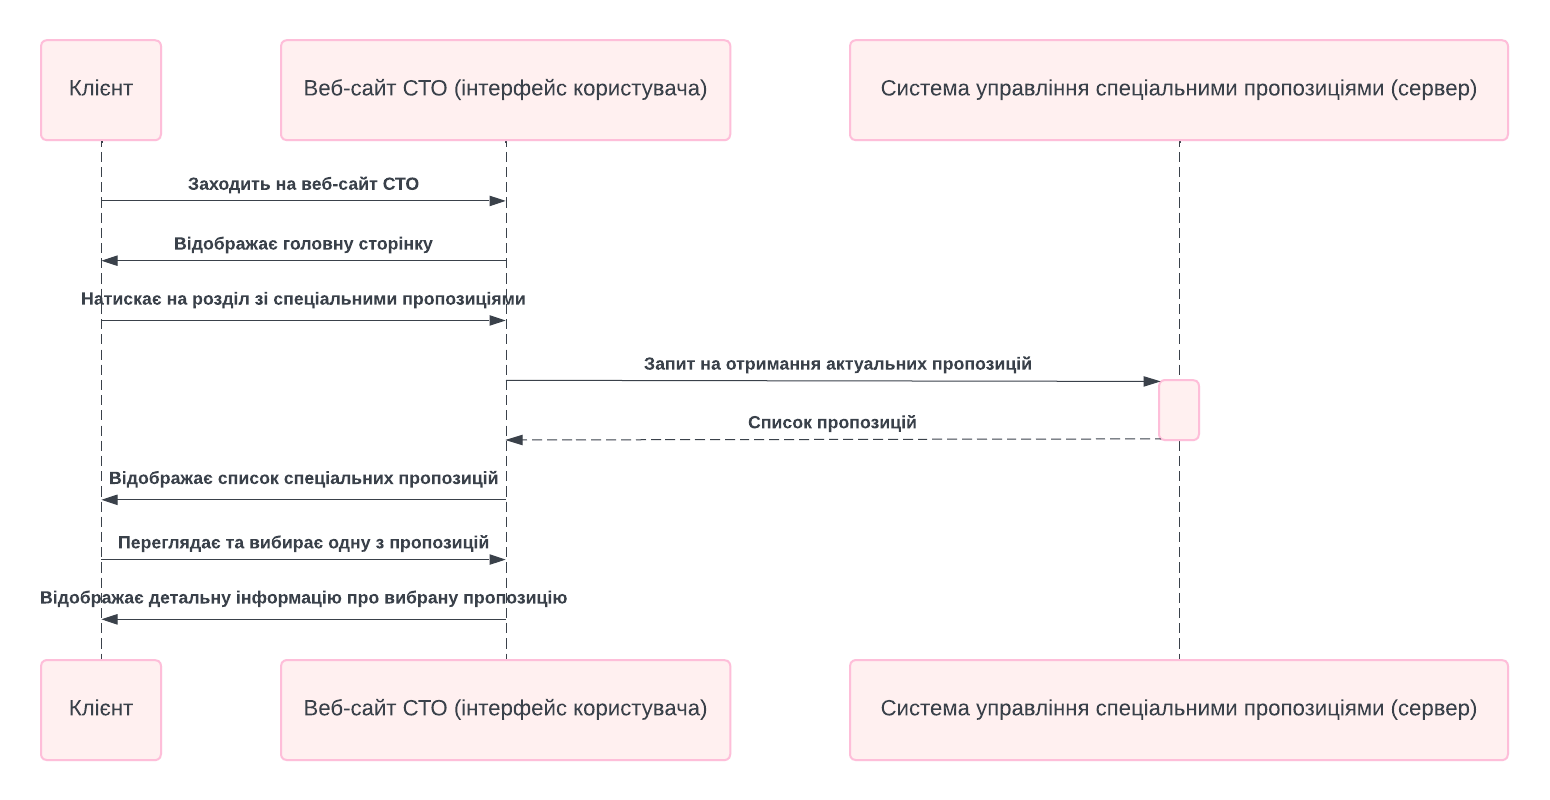 Клієнт
Веб-сайт СТО (інтерфейс користувача)
Система управління спеціальними пропозиціями (сервер)
Заходить на веб-сайт СТО
Відображає головну сторінку
Натискає на розділ зі спеціальними пропозиціями
Запит на отримання актуальних пропозицій
Список пропозицій
Відображає список спеціальних пропозицій
Переглядає та вибирає одну з пропозицій
Відображає детальну інформацію про вибрану пропозицію
Клієнт
Веб-сайт СТО (інтерфейс користувача)
Система управління спеціальними пропозиціями (сервер)